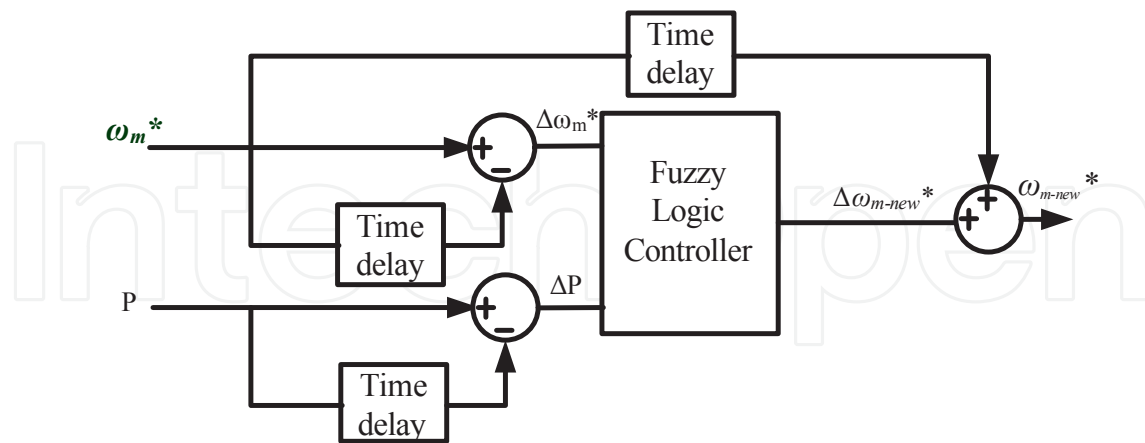 Time
delay
ωm*
+
−
Δωm*
Fuzzy
Logic
Controller
Time
delay
Δωm-new*
+
+
ωm-new*
P
+
−
ΔP
Time
delay
IntechOpen